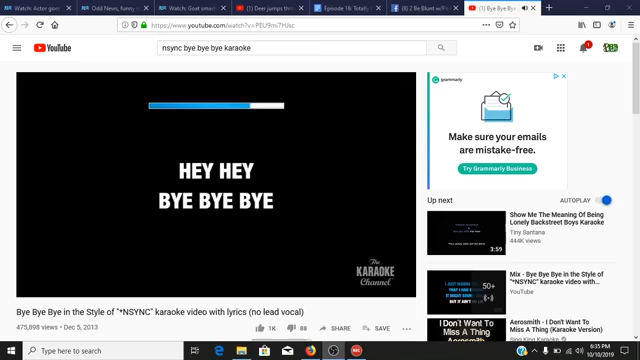 Watch: Actor goe
Odd News, funny
Watch: Goat smas
(1) Deer jumps thro
Episode 16: Totally
2 Be Blunt w/P
(1) Bye Bye Bye
https://www.youtube.com/watch?v=PEU9mi7HJsc
YouTube
nsync bye bye bye karaoke
HEY HEY
BYE BYE BYE
The
KARAOKE
Channel
Bye Bye Bye in the Style of "*NSYNC" karaoke video with lyrics (no lead vocal)
475,898 views • Dec 5, 2013
1K
88
SHARE
SAVE
grammarly
Make sure your emails
are mistake-free.
Try Grammarly Business
Up next
AUTOPLAY
3:59
Show Me The Meaning Of Being
Lonely Backstreet Boys Karaoke
Tiny Santana
444K views
50+
Mix - Bye Bye Bye in the Style of
"*NSYNC" karaoke video with
YouTube
I Don't Want To
Miss A Thing
Aerosmith - I Don't Want To
Miss A Thing (Karaoke Version)
Sing King Karaoke
Type here to search
REC
6:35 PM
10/10/2019